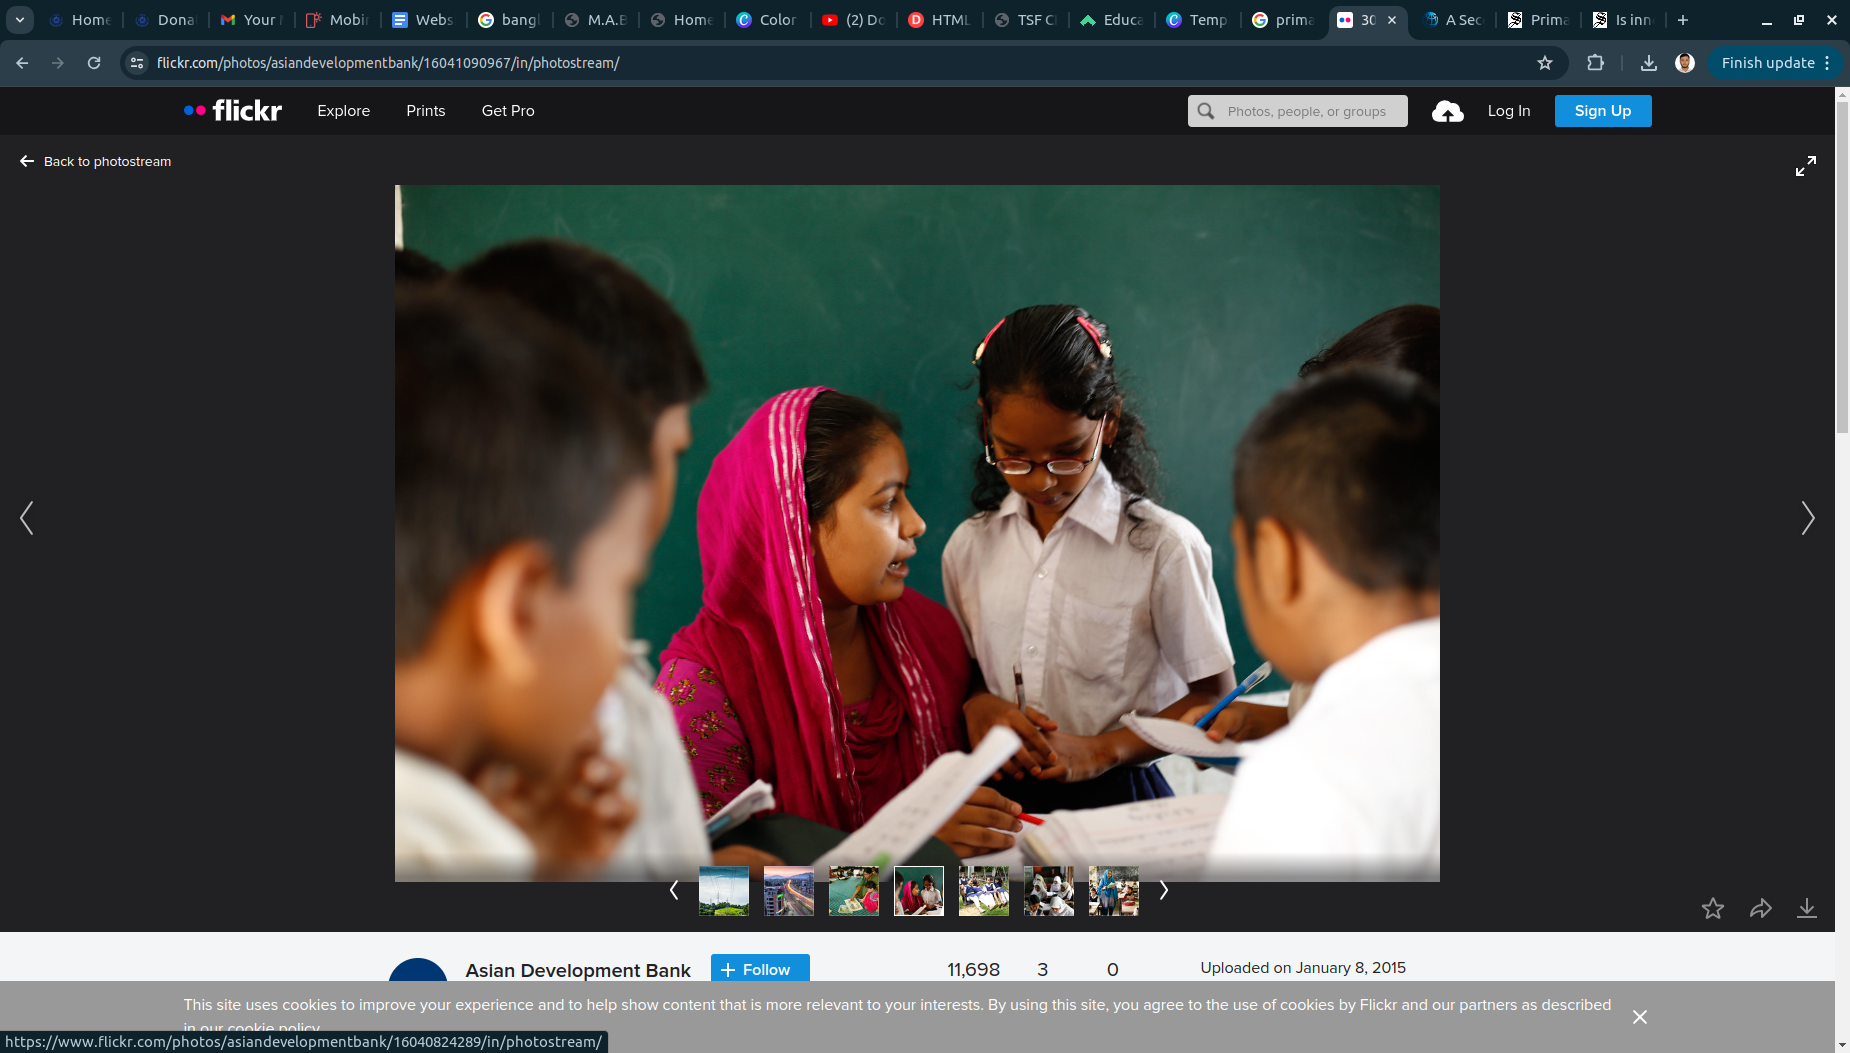 Home
Dona
Your
Mobir
Webs
bangl
M.A.B
Home
Color
(2) Do
HTML
TSF C
Educa
Temp
prima
30
A Sec
Prima
Is inn
flickr.com/photos/asiandevelopmentbank/16041090967/in/photostream/
Finish update
flickr
Explore
Prints
Get Pro
Photos, people, or groups
Log In
Sign Up
Back to photostream
Asian Development Bank
+ Follow
11,698
3
0
Uploaded on January 8, 2015
This site uses cookies to improve your experience and to help show content that is more relevant to your interests. By using this site, you agree to the use of cookies by Flickr and our partners as described
in our cookie policy
https://www.flickr.com/photos/asiandevelopmentbank/16040824289/in/photostream/